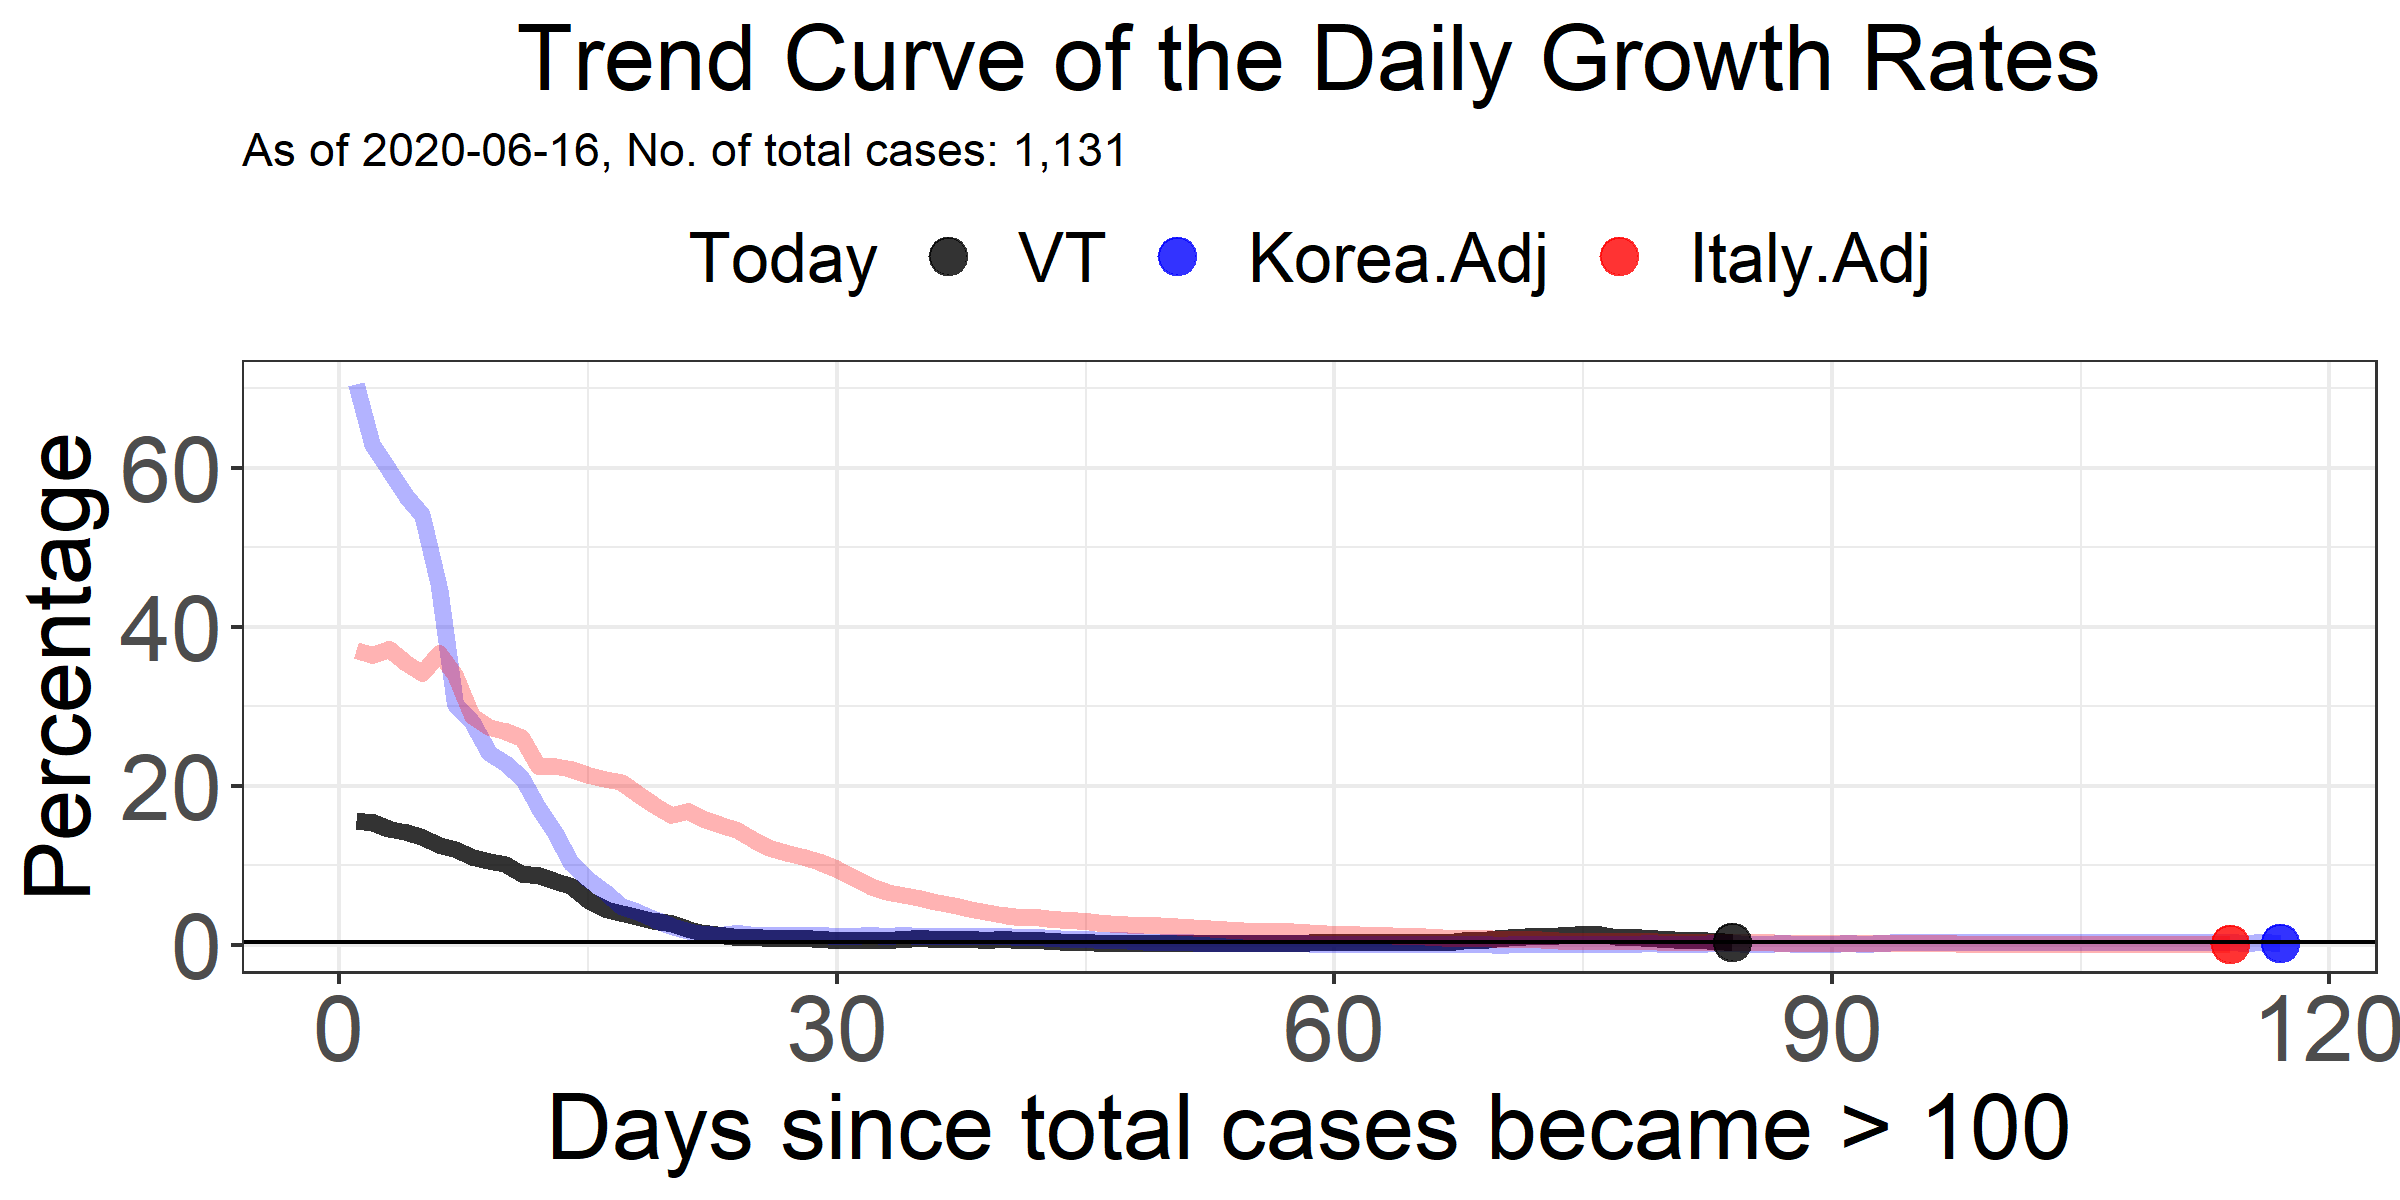 Trend Curve of the Daily Growth Rates
As of 2020-06-16, No. of total cases: 1,131
Today VT Korea.Adj Italy.Adj
Percentage
60
40
20
0
0 30 60 90 120
Days since total cases became > 100